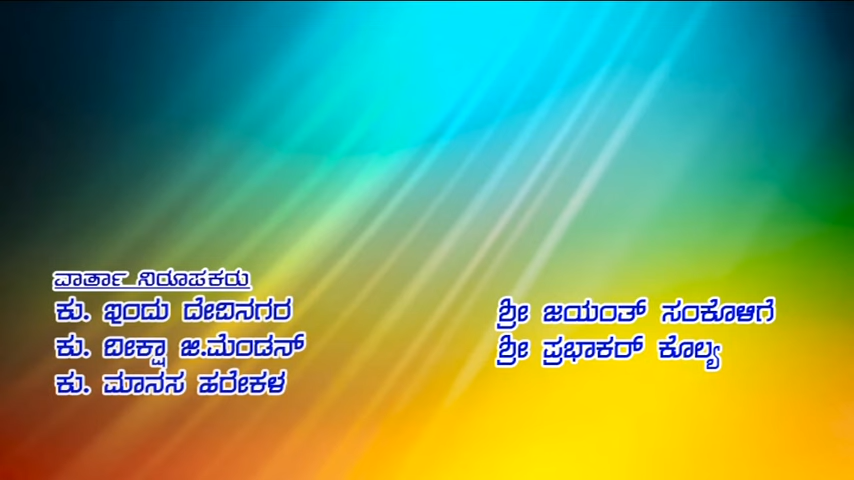 ವಾರ್ತಾ ನಿರೂಪಕರು
ಕು. ಇಂದು ದೇವಿನಗರ
ಕು. ದೀಕ್ಷಾ ಜಿ.ಮೆಂಡನ್
ಕು. ಮಾನಸ ಹರೇಕಳ
ಶ್ರೀ ಜಯಂತ್ ಸಂಕೊಳಿಗೆ
ಶ್ರೀ ಪ್ರಭಾಕರ್ ಕೊಲ್ಯ